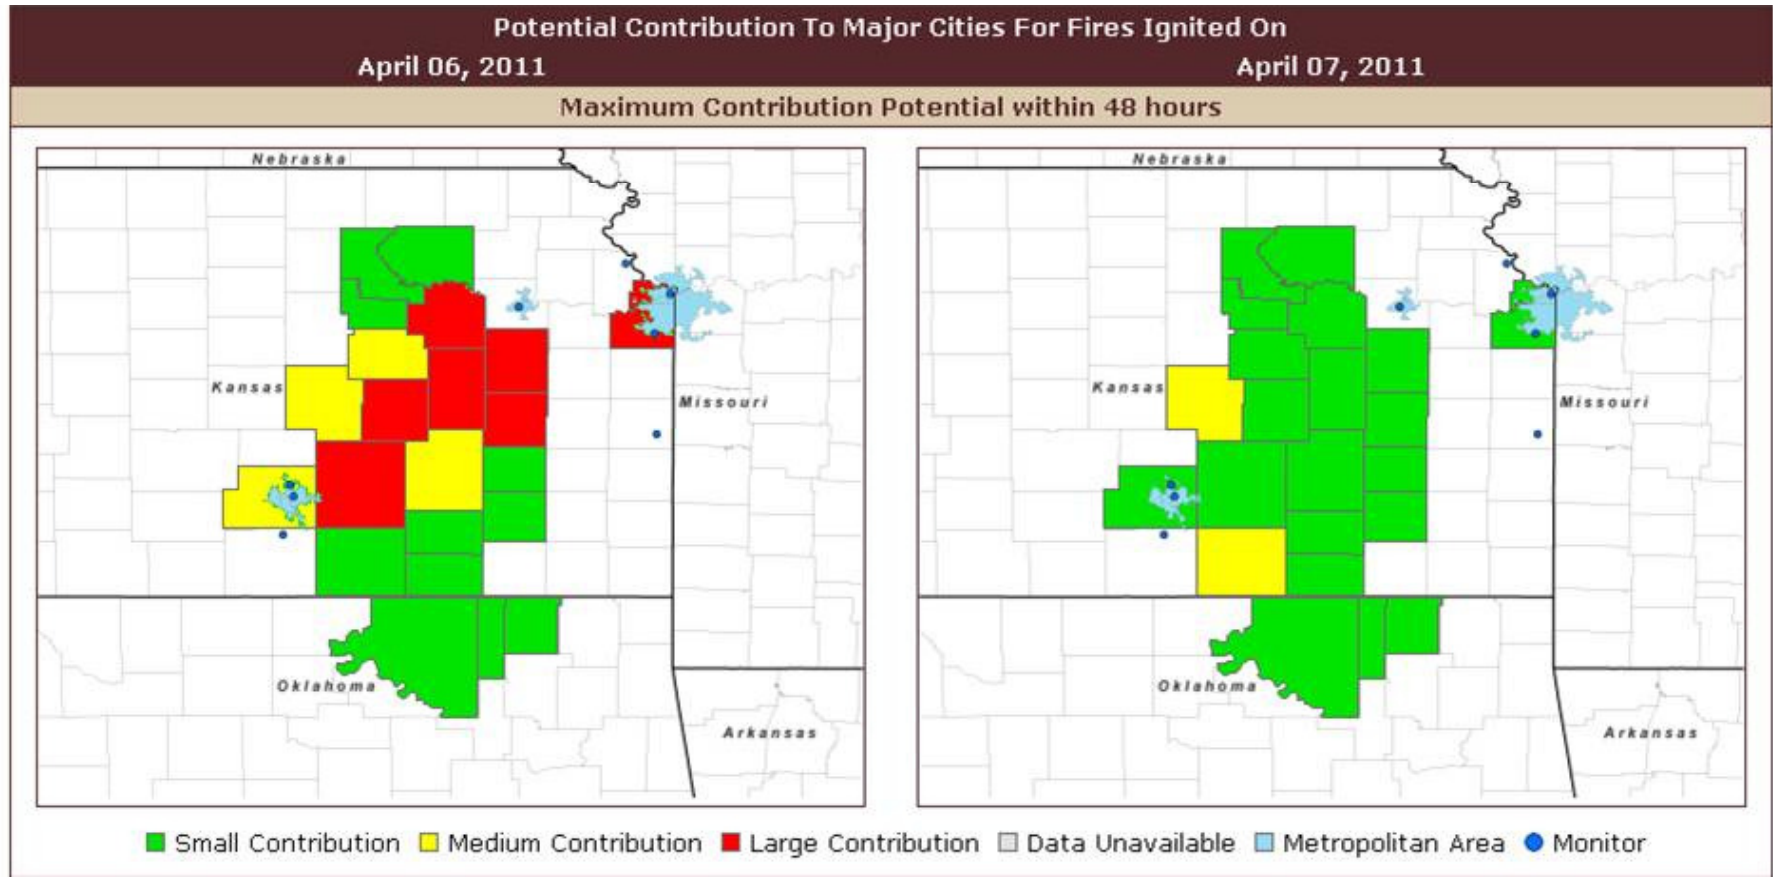 Potential Contribution To Major Cities For Fires Ignited On
April 06, 2011
April 07, 2011
Maximum Contribution Potential within 48 hours
Nebraska
Kansas
Missouri
Oklahoma
Arkansas
Nebraska
Kansas
Missouri
Oklahoma
Arkansas
Small Contribution Medium Contribution Large Contribution Data Unavailable Metropolitan Area Monitor